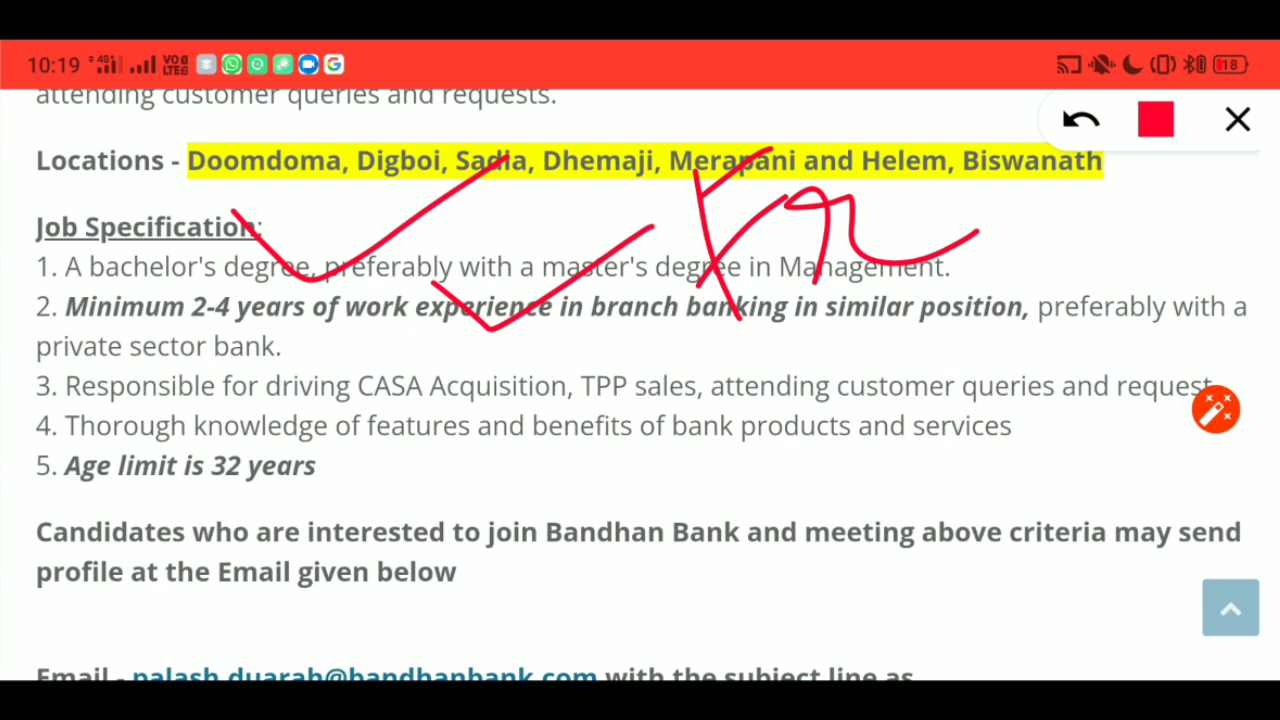 10:19 4G+ VO LTE 18
attending customer queries and requests.
Locations - Doomdoma, Digboi, Sadia, Dhemaji, Merapani and Helem, Biswanath
Job Specification:
1. A bachelor's degree, preferably with a master's degree in Management.
2. Minimum 2-4 years of work experience in branch banking in similar position, preferably with a
private sector bank.
3. Responsible for driving CASA Acquisition, TPP sales, attending customer queries and request
4. Thorough knowledge of features and benefits of bank products and services
5. Age limit is 32 years
Candidates who are interested to join Bandhan Bank and meeting above criteria may send
profile at the Email given below
Email - palash.duarah@bandhanbank.com with the subject line as